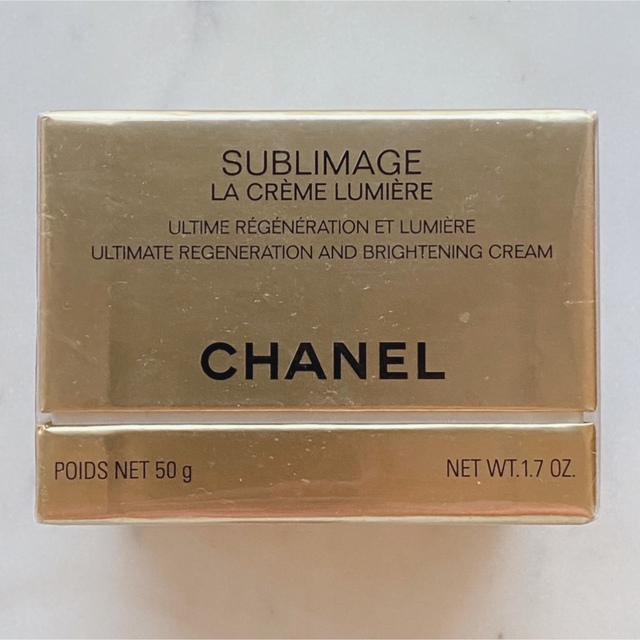 SUBLIMAGE
LA CRÈME LUMIÈRE
ULTIME RÉGÉNÉRATION ET LUMIÈRE
ULTIMATE REGENERATION AND BRIGHTENING CREAM
CHANEL
POIDS NET 50 g NET WT.1.7 OZ.